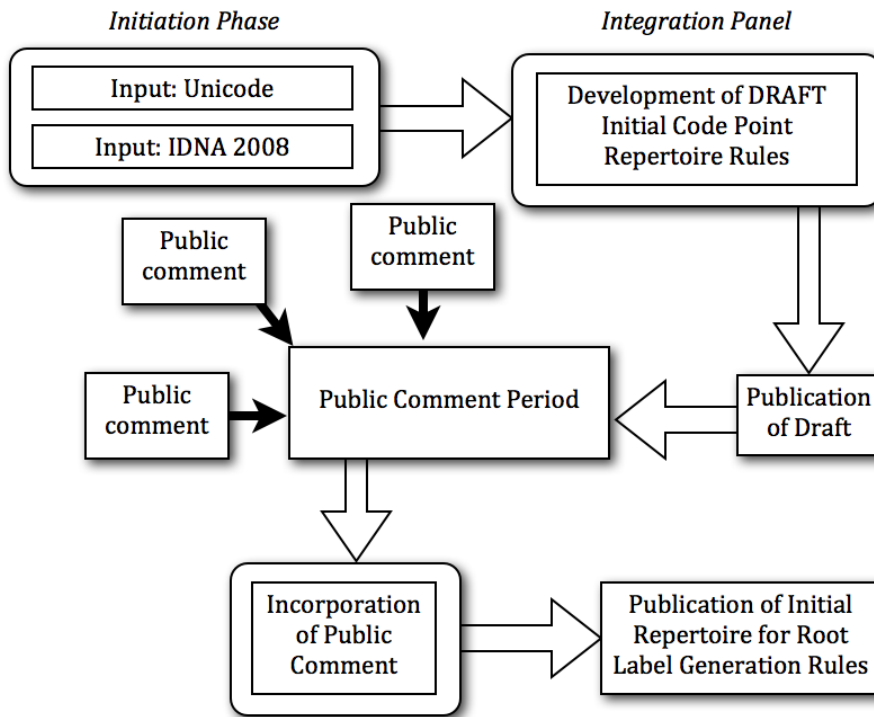 Initiation Phase
Integration Panel
Input: Unicode
Input: IDNA 2008
Development of DRAFT
Initial Code Point
Repertoire Rules
Public
comment
Public
comment
Public
comment
Public Comment Period
Publication
of Draft
Incorporation
of Public
Comment
Publication of Initial
Repertoire for Root
Label Generation Rules